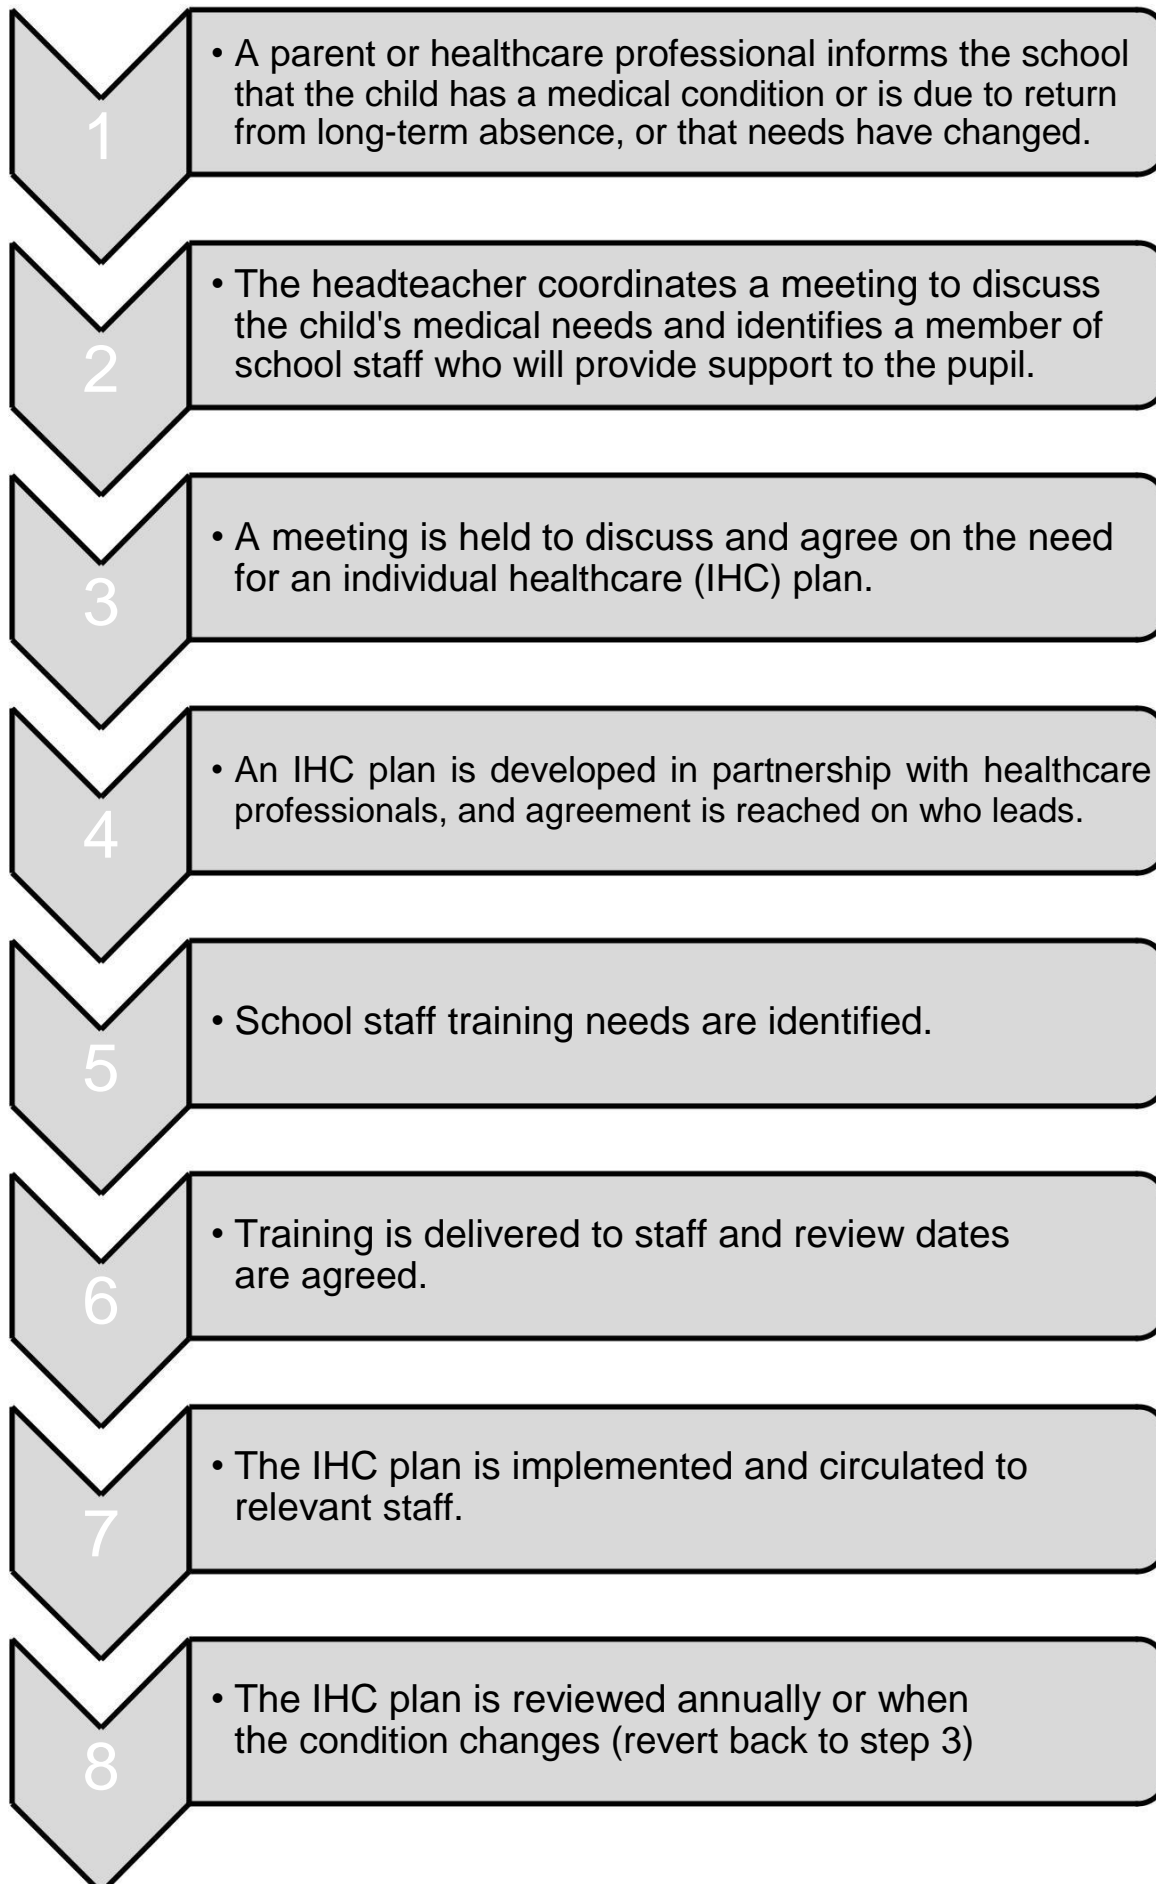 1
• A parent or healthcare professional informs the school
that the child has a medical condition or is due to return
from long-term absence, or that needs have changed.
2
• The headteacher coordinates a meeting to discuss
the child's medical needs and identifies a member of
school staff who will provide support to the pupil.
3
• A meeting is held to discuss and agree on the need
for an individual healthcare (IHC) plan.
4
• An IHC plan is developed in partnership with healthcare
professionals, and agreement is reached on who leads.
5
• School staff training needs are identified.
6
• Training is delivered to staff and review dates
are agreed.
7
• The IHC plan is implemented and circulated to
relevant staff.
8
• The IHC plan is reviewed annually or when
the condition changes (revert back to step 3)